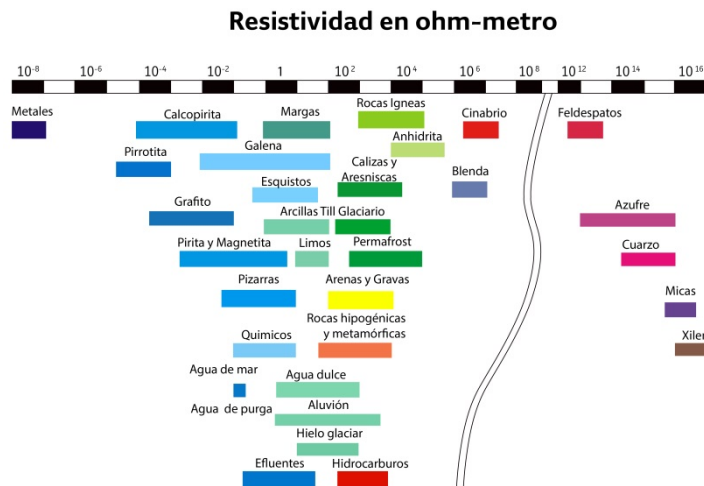 Resistividad en ohm-metro
10⁻⁸ 10⁻⁶ 10⁻⁴ 10⁻² 1 10² 10⁴ 10⁶ 10⁸ 10¹² 10¹⁴ 10¹⁶
Metales
Calcopirita
Margas
Rocas Igneas
Cinabrio
Feldespatos
Anhidrita
Pirrotita
Galena
Calizas y
Aresniscas
Blenda
Esquistos
Grafito
Arcillas Till Glaciario
Azufre
Pirita y Magnetita
Limos
Permafrost
Cuarzo
Pizarras
Arenas y Gravas
Micas
Quimicos
Rocas hipogénicas
y metamórficas
Xiler
Agua de mar
Agua dulce
Agua de purga
Aluvión
Hielo glaciar
Efluentes
Hidrocarburos